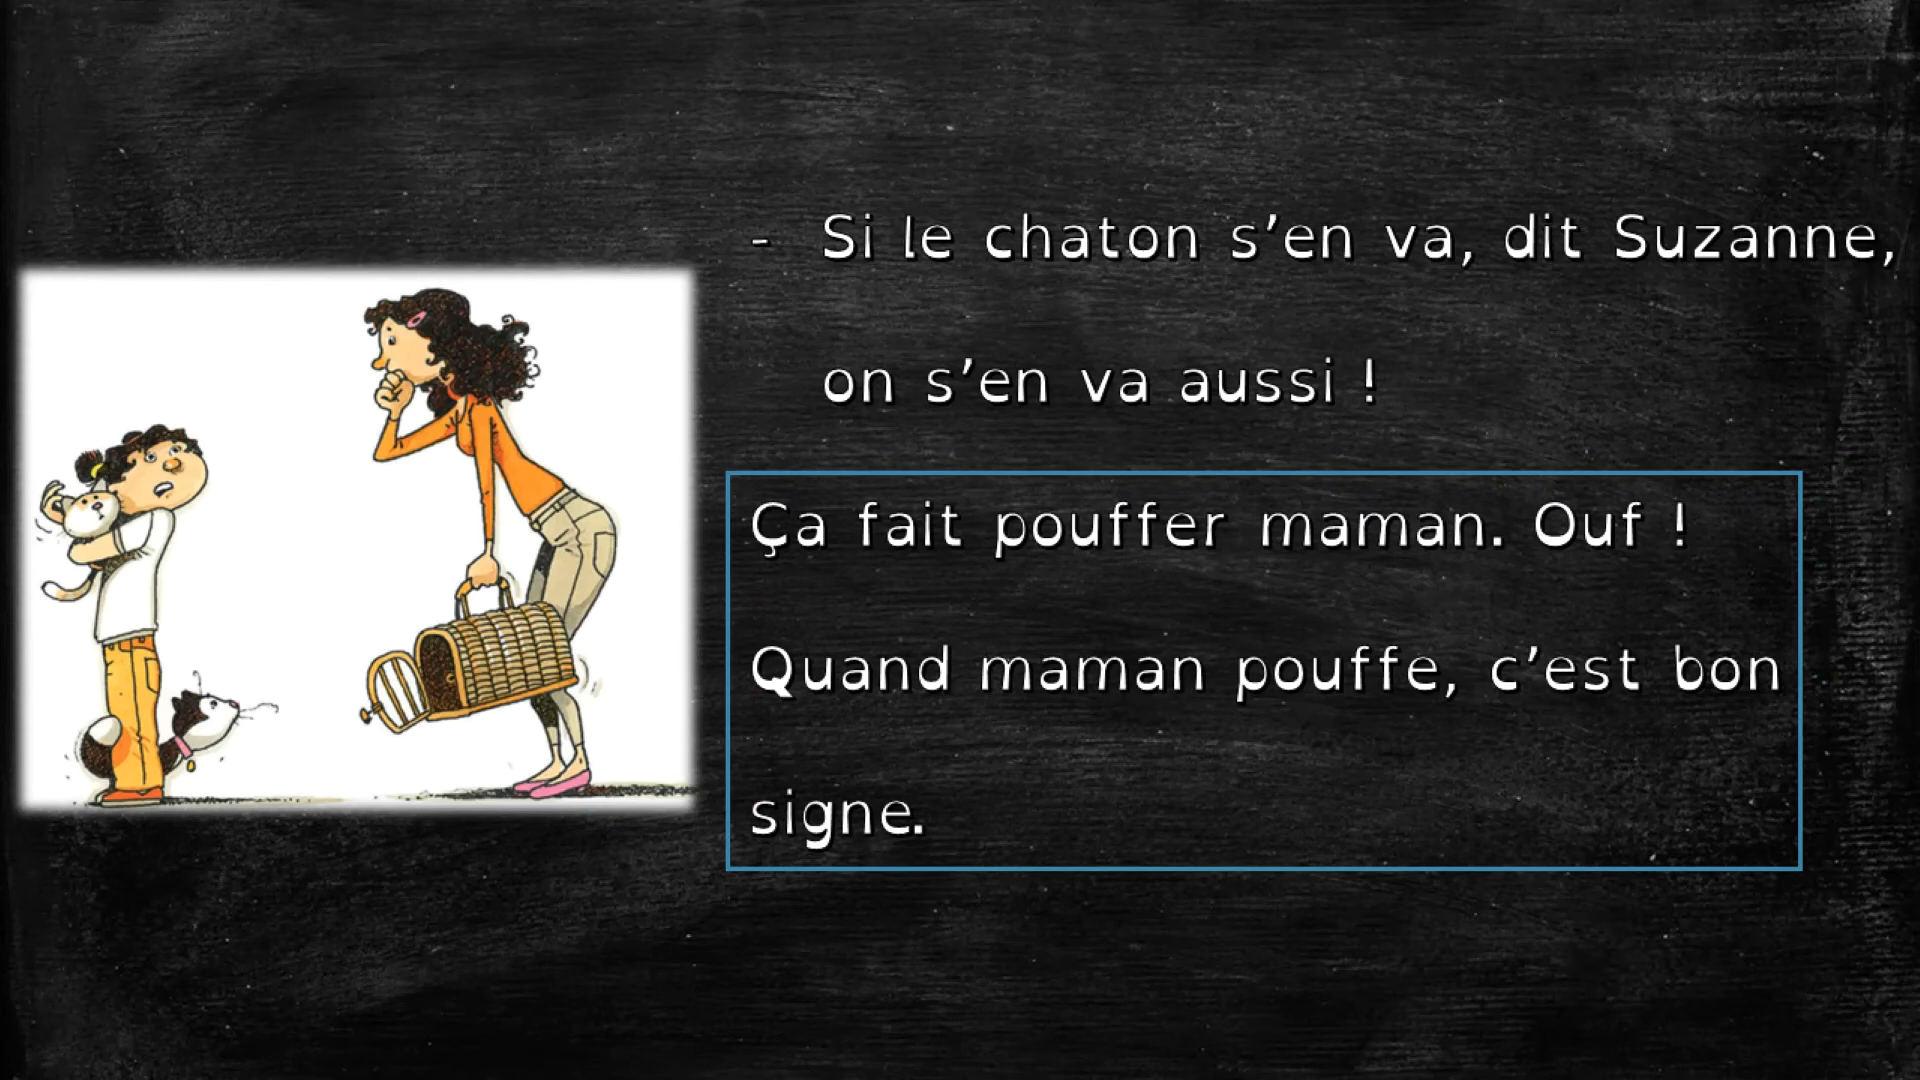 - Si le chaton s’en va, dit Suzanne,
on s’en va aussi !
Ça fait pouffer maman. Ouf !
Quand maman pouffe, c’est bon
signe.